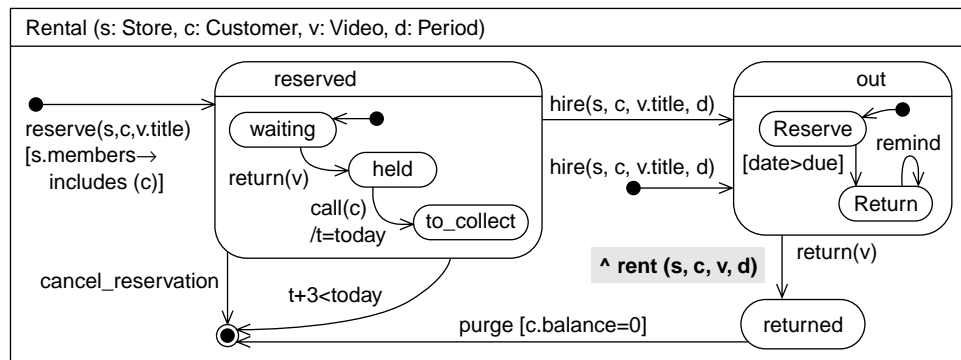 Rental (s: Store, c: Customer, v: Video, d: Period)
reserved
out
reserve(s,c,v.title)
[s.members→
includes (c)]
waiting
return(v)
held
call(c)
/t=today
to_collect
hire(s, c, v.title, d)
hire(s, c, v.title, d)
Reserve
[date>due]
remind
Return
^ rent (s, c, v, d)
return(v)
cancel_reservation
t+3<today
purge [c.balance=0]
returned